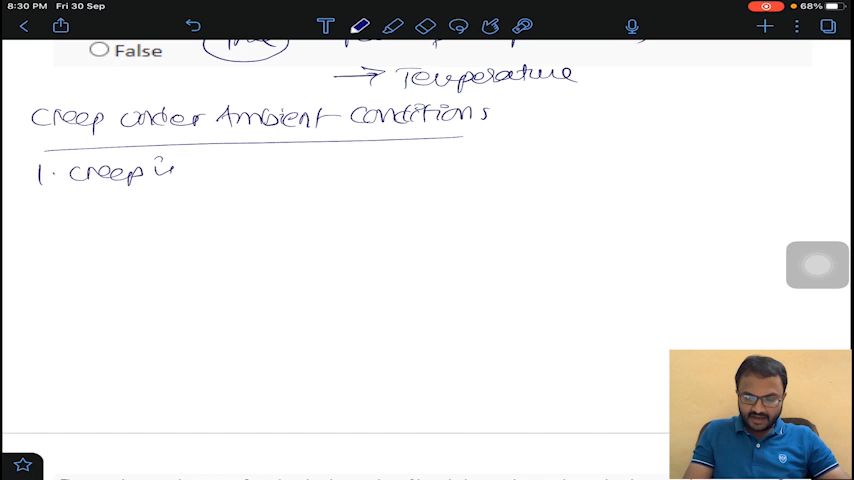 8:30 PM Fri 30 Sep
68%
False
→ Temperature
Creep under Ambient conditions
1. Creep is